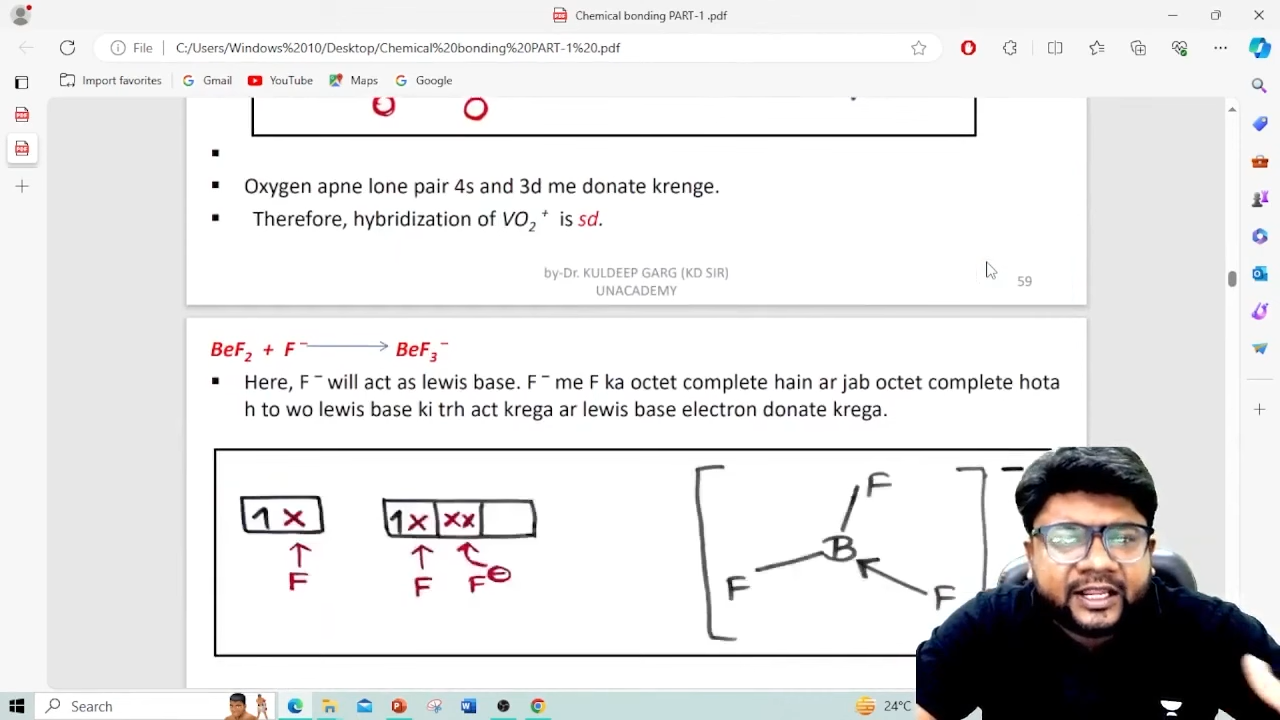 Chemical bonding PART-1 .pdf
File
C:/Users/Windows%2010/Desktop/Chemical%20bonding%20PART-1%20.pdf
Import favorites
Gmail
YouTube
Maps
Google
▪
▪ Oxygen apne lone pair 4s and 3d me donate krenge.
▪ Therefore, hybridization of VO₂⁺ is sd.
by-Dr. KULDEEP GARG (KD SIR)
UNACADEMY
59
BeF₂ + F⁻ → BeF₃⁻
▪ Here, F⁻ will act as lewis base. F⁻ me F ka octet complete hain ar jab octet complete hota
h to wo lewis base ki trh act krega ar lewis base electron donate krega.
1 x
1x xx
F
F
F⊖
[ F
B
F
F ]⁻
Search
24°C